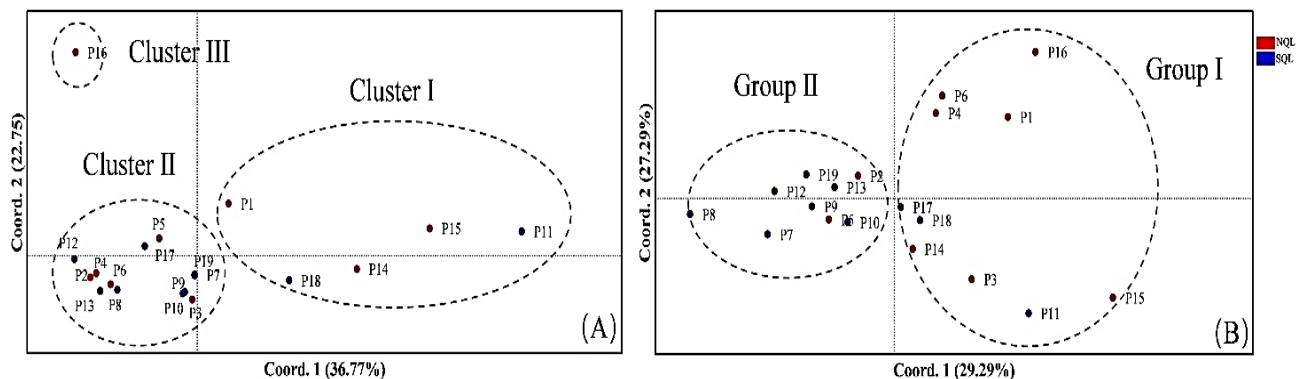 P16
Cluster III
Cluster I
Cluster II
P1
P15
P11
P5
P12
P17
P19
P4
P2
P6
P7
P9
P18
P14
P13
P8
P10
P3
(A)
Coord. 2 (22.75)
Coord. 1 (36.77%)
P16
Group I
Group II
P6
P4
P1
P19
P2
P12
P13
P8
P9
P17
P5
P10
P18
P7
P14
P3
P15
P11
(B)
Coord. 2 (27.29%)
Coord. 1 (29.29%)
NQL
SQL